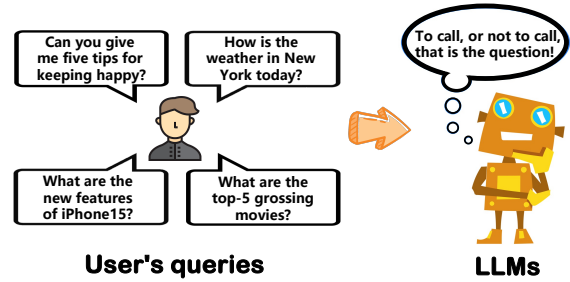 Can you give
me five tips for
keeping happy?
How is the
weather in New
York today?
To call, or not to call,
that is the question!
What are the
new features
of iPhone15?
What are the
top-5 grossing
movies?
User's queries
LLMs